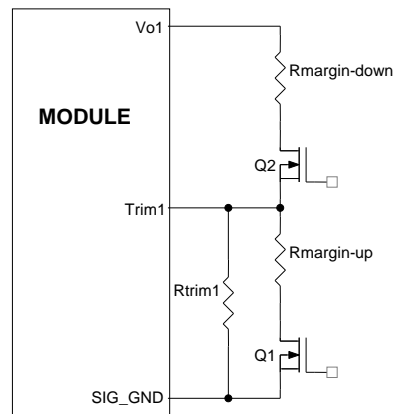 Vo1
Rmargin-down
MODULE
Q2
Trim1
Rmargin-up
Rtrim1
Q1
SIG_GND